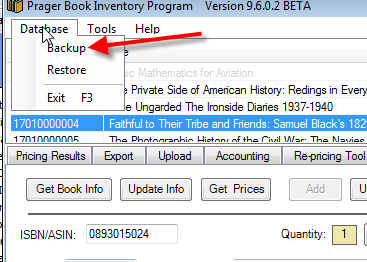 Prager Book Inventory Program    Version 9.6.0.2 BETA
Database    Tools    Help
Backup
Restore
Exit    F3
Mathematics for Aviation
Private Side of American History: Redings in Every
Ungarded The Ironside Diaries 1937-1940
17010000004    Faithful to Their Tribe and Friends: Samuel Black's 182
17010000005    The Photographic History of the Civil War: The Navies
Pricing Results    Export    Upload    Accounting    Re-pricing Tool
Get Book Info    Update Info    Get Prices    Add    U
ISBN/ASIN:    0893015024    Quantity:    1